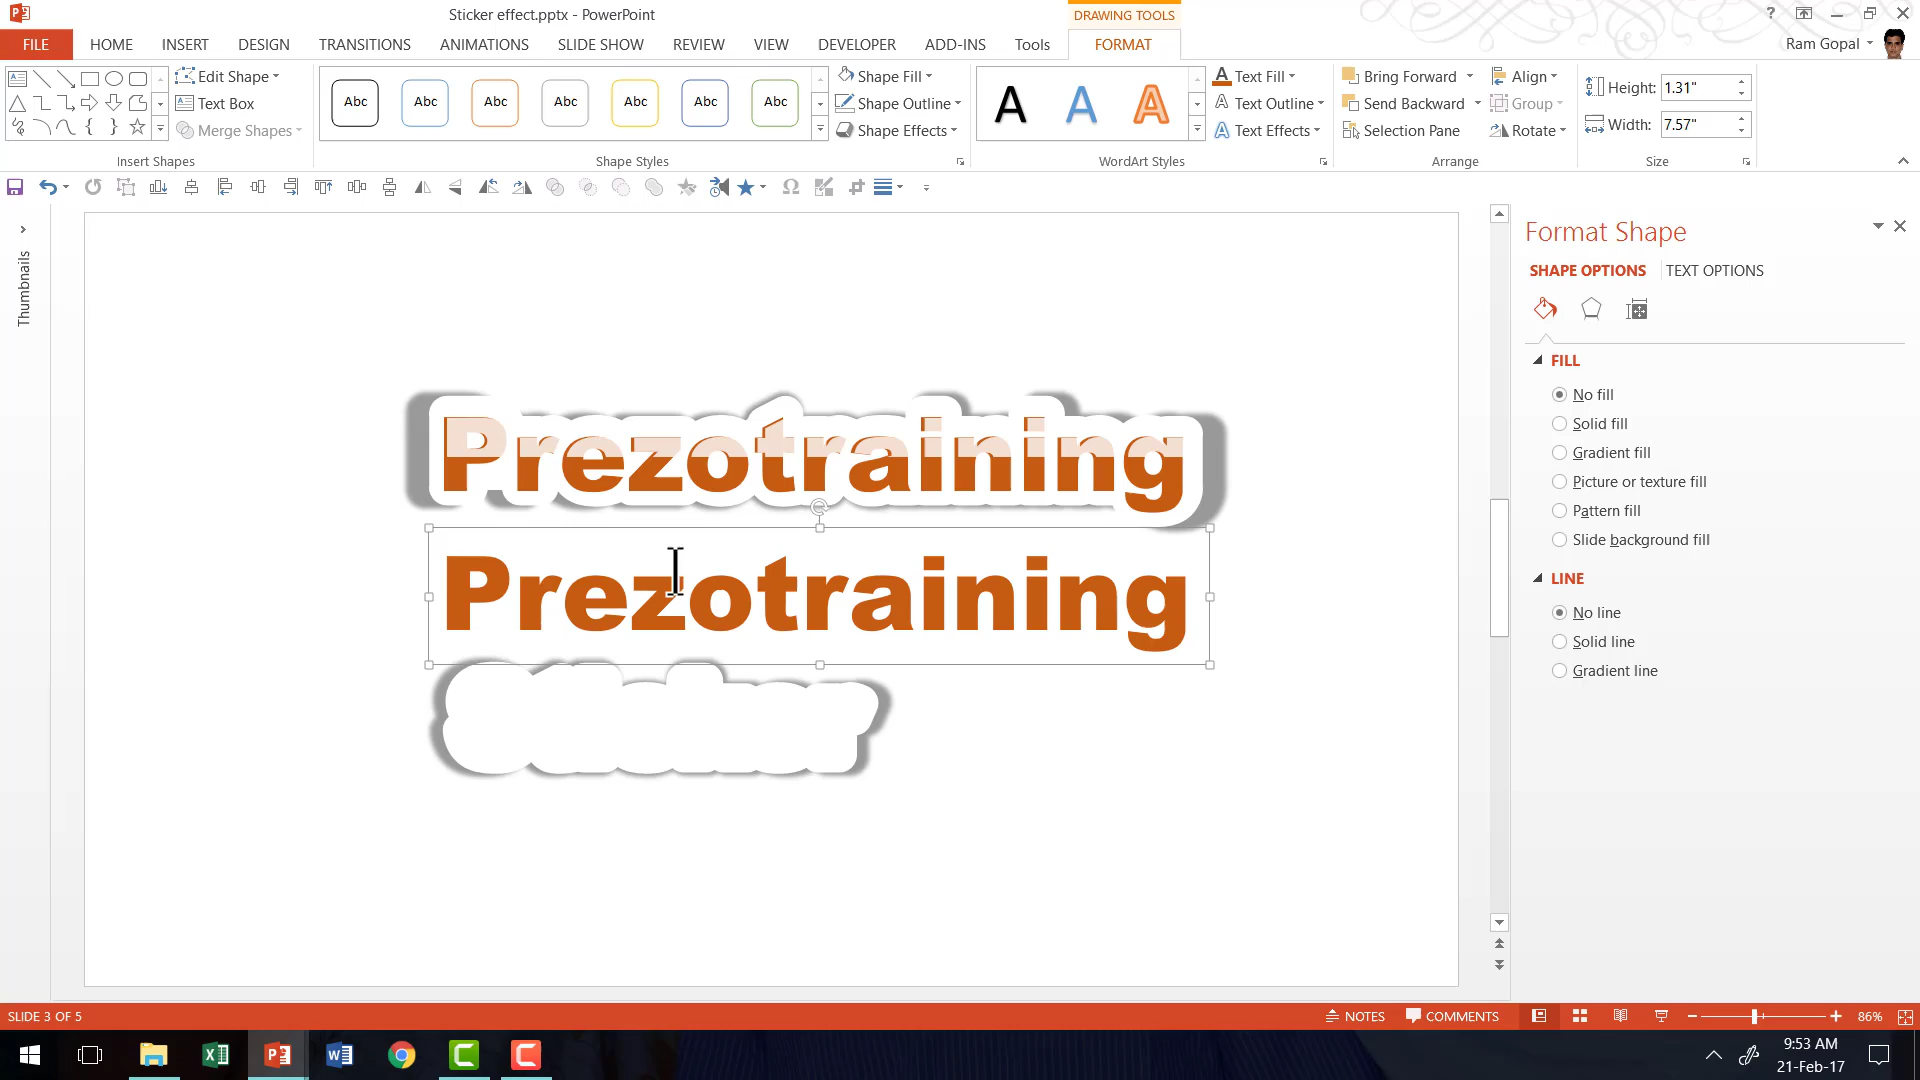 Sticker effect.pptx - PowerPoint
DRAWING TOOLS
?
FILE HOME INSERT DESIGN TRANSITIONS ANIMATIONS SLIDE SHOW REVIEW VIEW DEVELOPER ADD-INS Tools FORMAT Ram Gopal
Edit Shape
Text Box
Merge Shapes
Insert Shapes
Abc Abc Abc Abc Abc Abc Abc
Shape Fill
Shape Outline
Shape Effects
Shape Styles
A A A
Text Fill
Text Outline
Text Effects
WordArt Styles
Bring Forward
Send Backward
Selection Pane
Align
Group
Rotate
Arrange
Height: 1.31"
Width: 7.57"
Size
Thumbnails
Prezotraining
Prezotraining
Format Shape
SHAPE OPTIONS TEXT OPTIONS
FILL
No fill
Solid fill
Gradient fill
Picture or texture fill
Pattern fill
Slide background fill
LINE
No line
Solid line
Gradient line
SLIDE 3 OF 5 NOTES COMMENTS 86%
9:53 AM
21-Feb-17